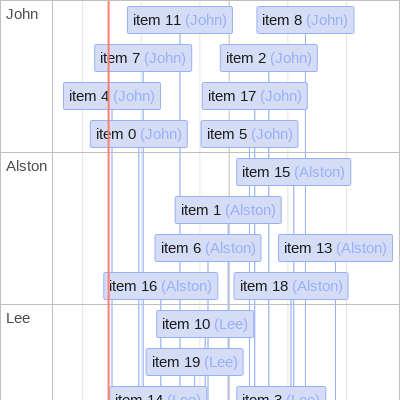 John
item 11 (John)
item 8 (John)
item 7 (John)
item 2 (John)
item 4 (John)
item 17 (John)
item 0 (John)
item 5 (John)
Alston
item 15 (Alston)
item 1 (Alston)
item 6 (Alston)
item 13 (Alston)
item 16 (Alston)
item 18 (Alston)
Lee
item 10 (Lee)
item 19 (Lee)
item 14 (Lee)
item 3 (Lee)